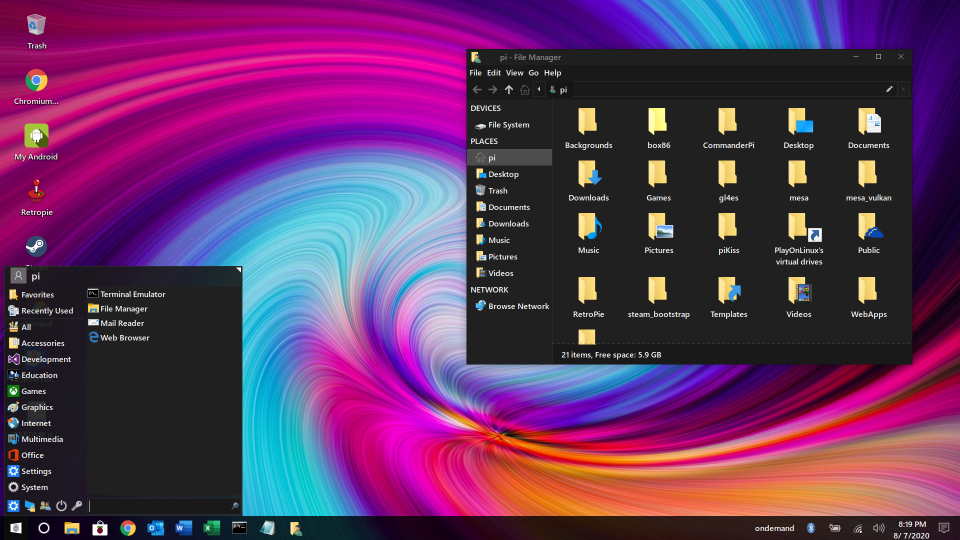 Trash
Chromium...
My Android
Retropie
pi
Favorites
Recently Used
All
Accessories
Development
Education
Games
Graphics
Internet
Multimedia
Office
Settings
System
Terminal Emulator
File Manager
Mail Reader
Web Browser
pi - File Manager
File Edit View Go Help
pi
DEVICES
File System
PLACES
pi
Desktop
Trash
Documents
Downloads
Music
Pictures
Videos
NETWORK
Browse Network
Backgrounds
box86
CommanderPi
Desktop
Documents
Downloads
Games
gl4es
mesa
mesa_vulkan
Music
Pictures
piKiss
PlayOnLinux's
virtual drives
Public
RetroPie
steam_bootstrap
Templates
Videos
WebApps
21 items, Free space: 5.9 GB
ondemand
8:19 PM
8/ 7/2020